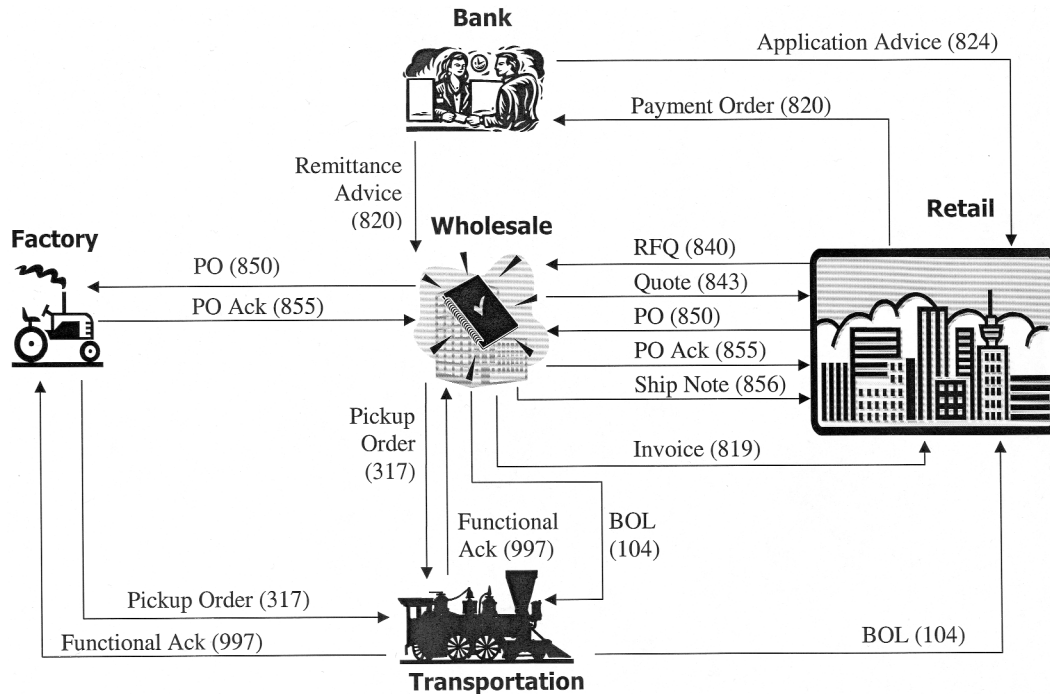 Bank
Application Advice (824)
Payment Order (820)
Remittance
Advice
(820)
Retail
Wholesale
Factory
RFQ (840)
PO (850)
Quote (843)
PO Ack (855)
PO (850)
PO Ack (855)
Ship Note (856)
Pickup
Order
(317)
Invoice (819)
Functional
Ack (997)
BOL
(104)
Pickup Order (317)
Functional Ack (997)
BOL (104)
Transportation